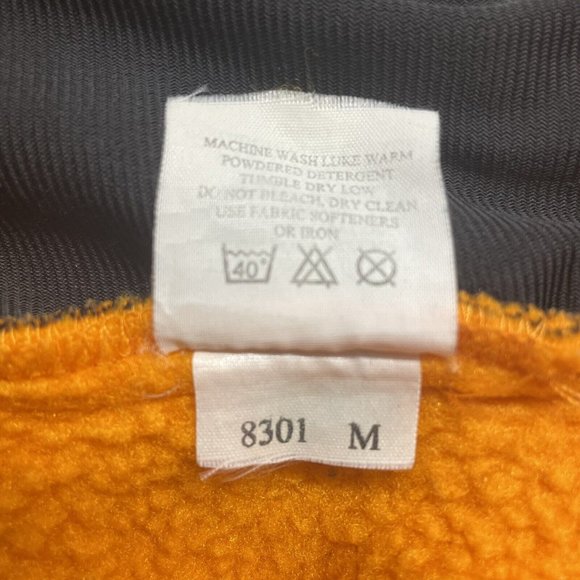 MACHINE WASH LUKE WARM
POWDERED DETERGENT
TUMBLE DRY LOW
DO NOT BLEACH, DRY CLEAN
USE FABRIC SOFTENERS
OR IRON
40°
8301 M